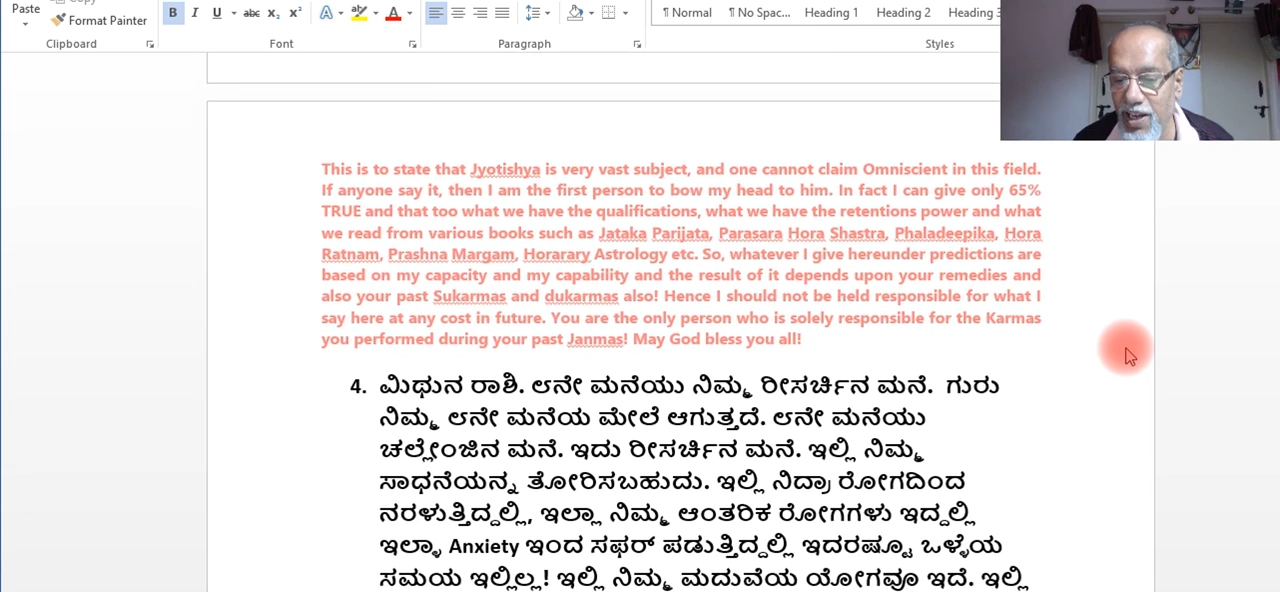 Copy
Paste
Format Painter
B I U abc x₂ x² A ab A
¶ Normal ¶ No Spac... Heading 1 Heading 2 Heading 3
Clipboard Font Paragraph Styles
This is to state that Jyotishya is very vast subject, and one cannot claim Omniscient in this field.
If anyone say it, then I am the first person to bow my head to him. In fact I can give only 65%
TRUE and that too what we have the qualifications, what we have the retentions power and what
we read from various books such as Jataka Parijata, Parasara Hora Shastra, Phaladeepika, Hora
Ratnam, Prashna Margam, Horarary Astrology etc. So, whatever I give hereunder predictions are
based on my capacity and my capability and the result of it depends upon your remedies and
also your past Sukarmas and dukarmas also! Hence I should not be held responsible for what I
say here at any cost in future. You are the only person who is solely responsible for the Karmas
you performed during your past Janmas! May God bless you all!
4. ಮಿಥುನ ರಾಶಿ. ೮ನೇ ಮನೆಯು ನಿಮ್ಮ ರೀಸರ್ಚಿನ ಮನೆ. ಗುರು
ನಿಮ್ಮ ೮ನೇ ಮನೆಯ ಮೇಲೆ ಆಗುತ್ತದೆ. ೮ನೇ ಮನೆಯು
ಚಲ್ಲೇಂಜಿನ ಮನೆ. ಇದು ರೀಸರ್ಚಿನ ಮನೆ. ಇಲ್ಲಿ ನಿಮ್ಮ
ಸಾಧನೆಯನ್ನ ತೋರಿಸಬಹುದು. ಇಲ್ಲಿ ನಿದ್ರಾ ರೋಗದಿಂದ
ನರಳುತ್ತಿದ್ದಲ್ಲಿ, ಇಲ್ಲಾ ನಿಮ್ಮ ಆಂತರಿಕ ರೋಗಗಳು ಇದ್ದಲ್ಲಿ
ಇಲ್ಳಾ Anxiety ಇಂದ ಸಫರ್ ಪಡುತ್ತಿದ್ದಲ್ಲಿ ಇದರಷ್ಟೂ ಒಳ್ಳೆಯ
ಸಮಯ ಇಲ್ಲಿಲ್ಲ! ಇಲ್ಲಿ ನಿಮ್ಮ ಮದುವೆಯ ಯೋಗವೂ ಇದೆ. ಇಲ್ಲಿ